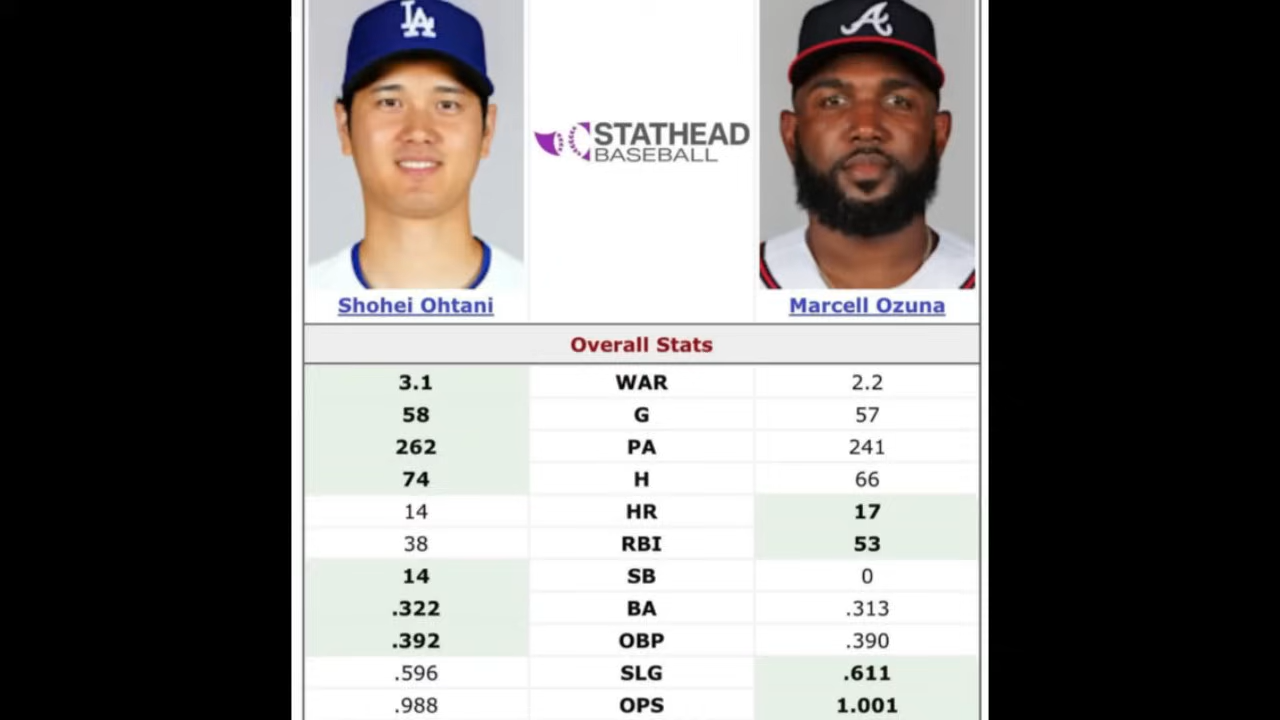 LA
A
STATHEAD
BASEBALL
Shohei Ohtani
Marcell Ozuna
Overall Stats
3.1 WAR 2.2
58 G 57
262 PA 241
74 H 66
14 HR 17
38 RBI 53
14 SB 0
.322 BA .313
.392 OBP .390
.596 SLG .611
.988 OPS 1.001